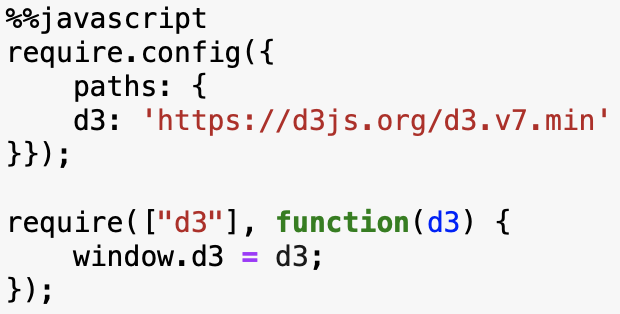 %%javascript
require.config({
    paths: {
    d3: 'https://d3js.org/d3.v7.min'
}});

require(["d3"], function(d3) {
    window.d3 = d3;
});